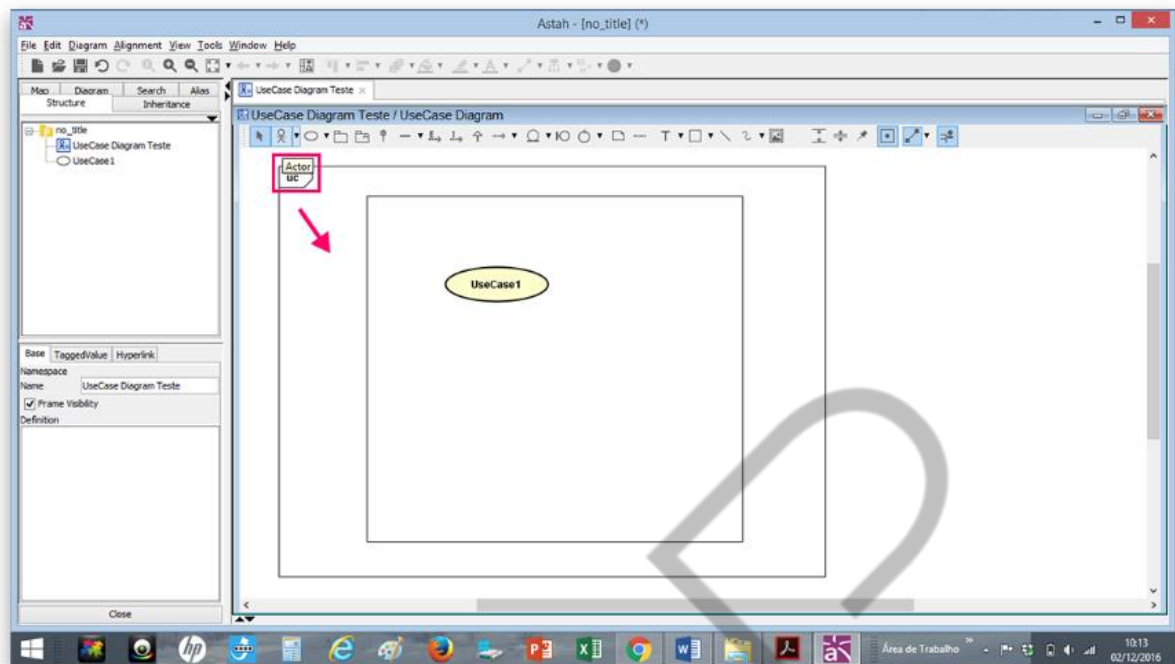 Astah - [no_title] (*)
File Edit Diagram Alignment View Tools Window Help
Map Diagram Search Alias
Structure Inheritance
no_title
UseCase Diagram Teste
UseCase1
UseCase Diagram Teste
UseCase Diagram Teste / UseCase Diagram
Actor
uc
UseCase1
Base TaggedValue Hyperlink
Namespace
Name UseCase Diagram Teste
Frame Visibility
Definition
Close
Área de Trabalho
10:13
02/12/2016